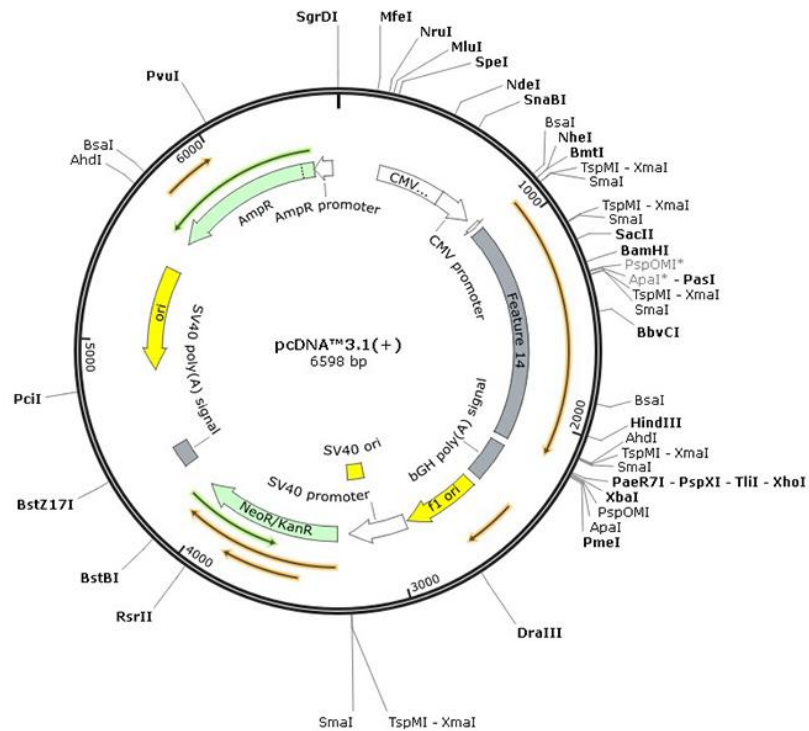 SgrDI
MfeI
NruI
MluI
SpeI
NdeI
SnaBI
BsaI
NheI
BmtI
TspMI - XmaI
SmaI
1000
TspMI - XmaI
SmaI
SacII
BamHI
PspOMI*
ApaI* - PasI
TspMI - XmaI
SmaI
BbvCI
BsaI
2000
HindIII
AhdI
TspMI - XmaI
SmaI
PaeR7I - PspXI - TliI - XhoI
XbaI
PspOMI
ApaI
PmeI
DraIII
3000
TspMI - XmaI
SmaI
RsrII
4000
BstBI
BstZ17I
PciI
5000
AhdI
BsaI
PvuI
6000
CMV...
CMV promoter
Feature 14
bGH poly(A) signal
f1 ori
SV40 promoter
SV40 ori
NeoR/KanR
SV40 poly(A) signal
ori
AmpR
AmpR promoter
pcDNA™3.1(+)
6598 bp